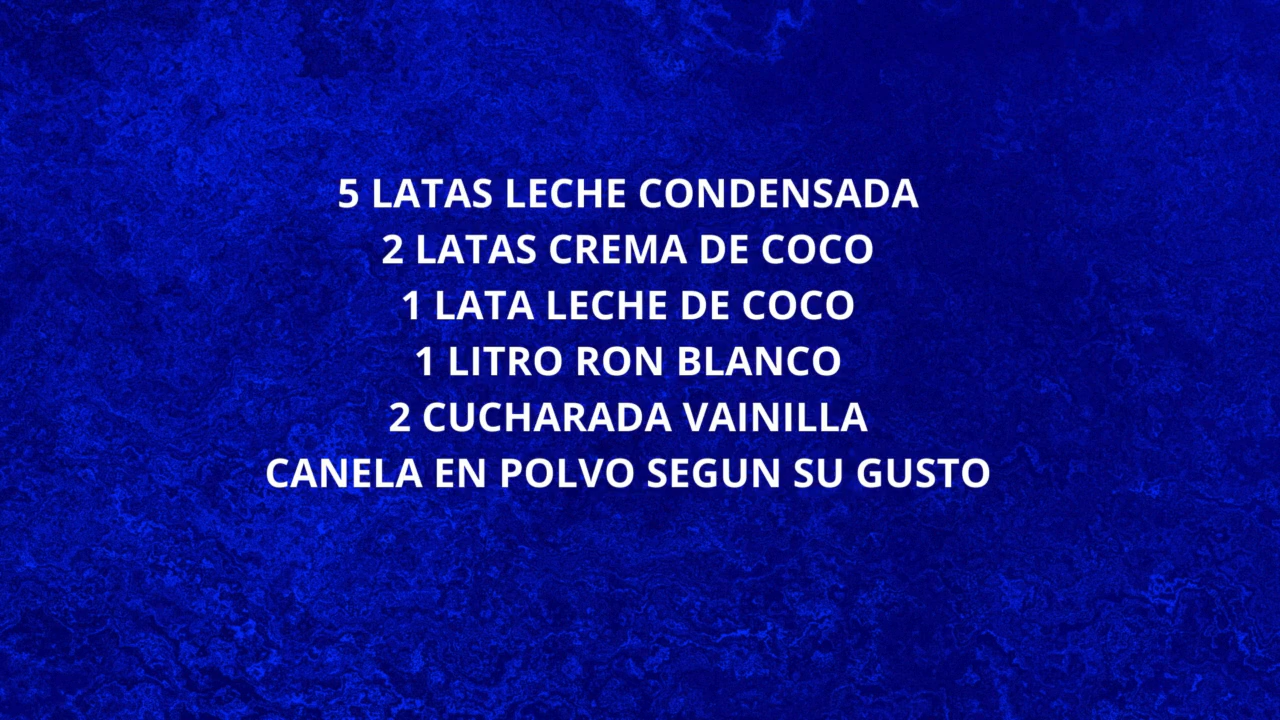 5 LATAS LECHE CONDENSADA
2 LATAS CREMA DE COCO
1 LATA LECHE DE COCO
1 LITRO RON BLANCO
2 CUCHARADA VAINILLA
CANELA EN POLVO SEGUN SU GUSTO